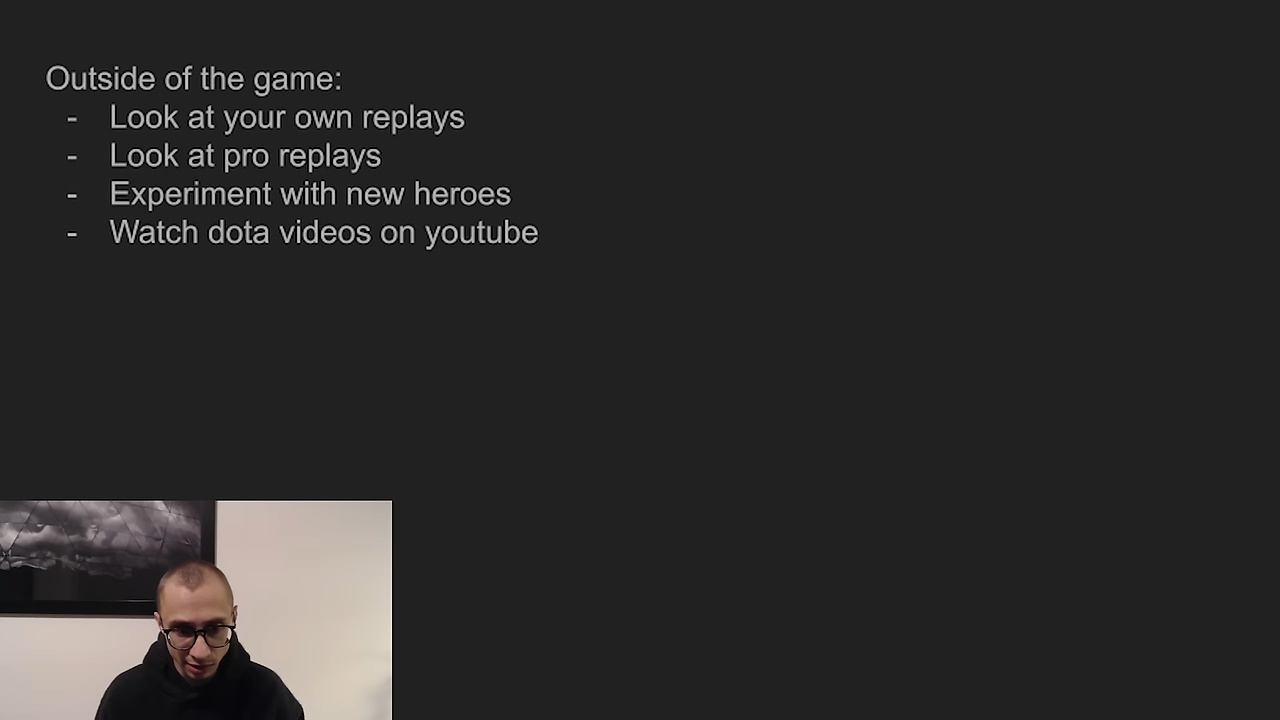 Outside of the game:
- Look at your own replays
- Look at pro replays
- Experiment with new heroes
- Watch dota videos on youtube